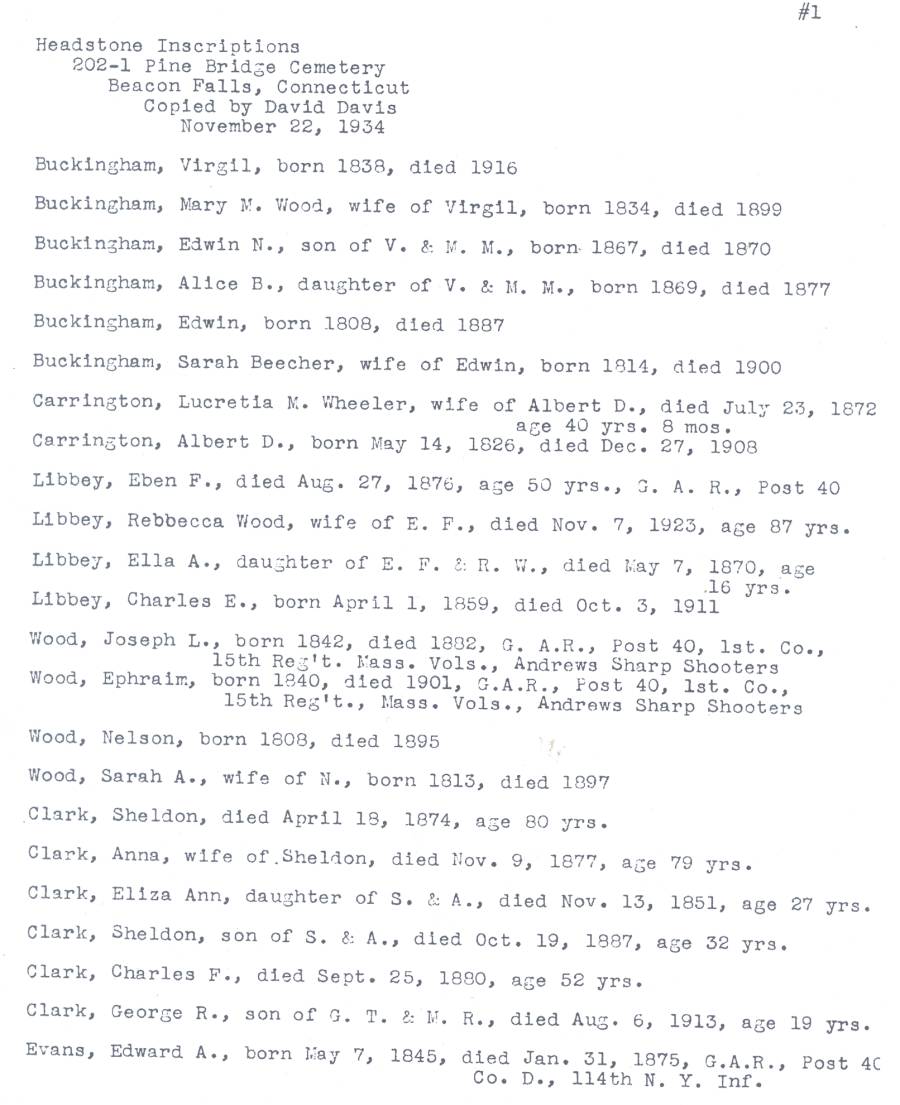 #1
Headstone Inscriptions
202-1 Pine Bridge Cemetery
Beacon Falls, Connecticut
Copied by David Davis
November 22, 1934
Buckingham, Virgil, born 1838, died 1916
Buckingham, Mary M. Wood, wife of Virgil, born 1834, died 1899
Buckingham, Edwin N., son of V. & M. M., born 1867, died 1870
Buckingham, Alice B., daughter of V. & M. M., born 1869, died 1877
Buckingham, Edwin, born 1808, died 1887
Buckingham, Sarah Beecher, wife of Edwin, born 1814, died 1900
Carrington, Lucretia M. Wheeler, wife of Albert D., died July 23, 1872
age 40 yrs. 8 mos.
Carrington, Albert D., born May 14, 1826, died Dec. 27, 1908
Libbey, Eben F., died Aug. 27, 1876, age 50 yrs., G. A. R., Post 40
Libbey, Rebbecca Wood, wife of E. F., died Nov. 7, 1923, age 87 yrs.
Libbey, Ella A., daughter of E. F. & R. W., died May 7, 1870, age
16 yrs.
Libbey, Charles E., born April 1, 1859, died Oct. 3, 1911
Wood, Joseph L., born 1842, died 1882, G. A.R., Post 40, 1st. Co.,
15th Reg't. Mass. Vols., Andrews Sharp Shooters
Wood, Ephraim, born 1840, died 1901, G.A.R., Post 40, 1st. Co.,
15th Reg't., Mass. Vols., Andrews Sharp Shooters
Wood, Nelson, born 1808, died 1895
Wood, Sarah A., wife of N., born 1813, died 1897
Clark, Sheldon, died April 18, 1874, age 80 yrs.
Clark, Anna, wife of Sheldon, died Nov. 9, 1877, age 79 yrs.
Clark, Eliza Ann, daughter of S. & A., died Nov. 13, 1851, age 27 yrs.
Clark, Sheldon, son of S. & A., died Oct. 19, 1887, age 32 yrs.
Clark, Charles F., died Sept. 25, 1880, age 52 yrs.
Clark, George R., son of G. T. & M. R., died Aug. 6, 1913, age 19 yrs.
Evans, Edward A., born May 7, 1845, died Jan. 31, 1875, G.A.R., Post 40
Co. D., 114th N. Y. Inf.